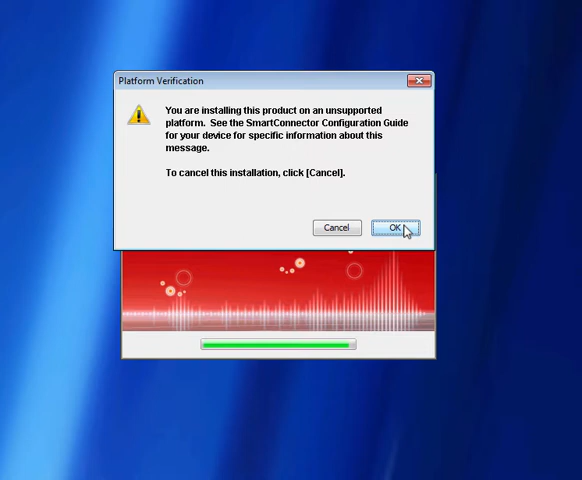 Platform Verification
You are installing this product on an unsupported
platform. See the SmartConnector Configuration Guide
for your device for specific information about this
message.
To cancel this installation, click [Cancel].
Cancel
OK